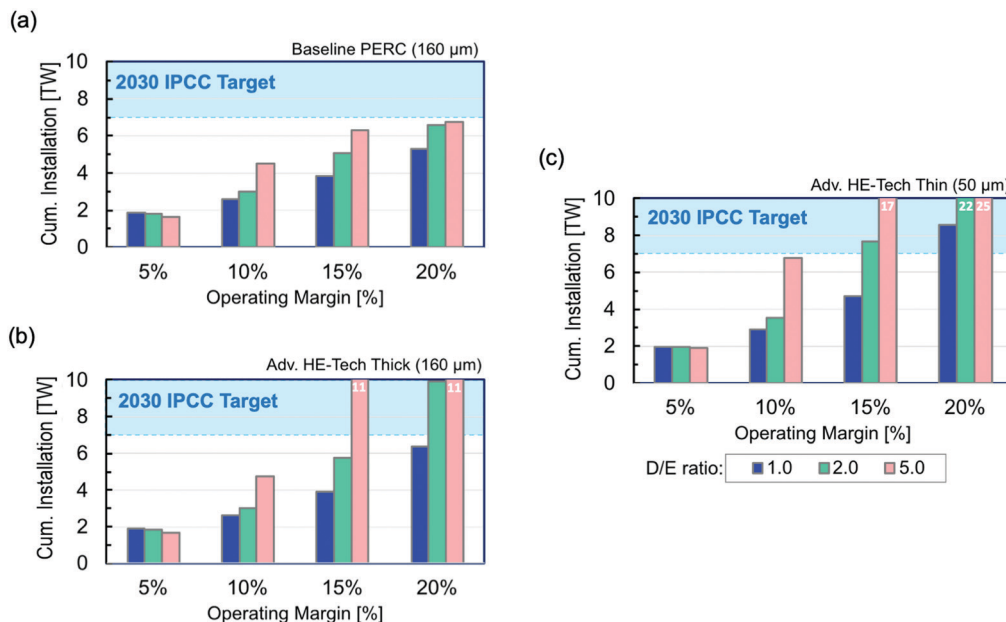 (a)
Baseline PERC (160 µm)
2030 IPCC Target
Cum. Installation [TW]
10
8
6
4
2
0
5% 10% 15% 20%
Operating Margin [%]
(b)
Adv. HE-Tech Thick (160 µm)
2030 IPCC Target
11 11
Cum. Installation [TW]
10
8
6
4
2
0
5% 10% 15% 20%
Operating Margin [%]
(c)
Adv. HE-Tech Thin (50 µm)
2030 IPCC Target
17 22 25
Cum. Installation [TW]
10
8
6
4
2
0
5% 10% 15% 20%
Operating Margin [%]
D/E ratio: 1.0 2.0 5.0